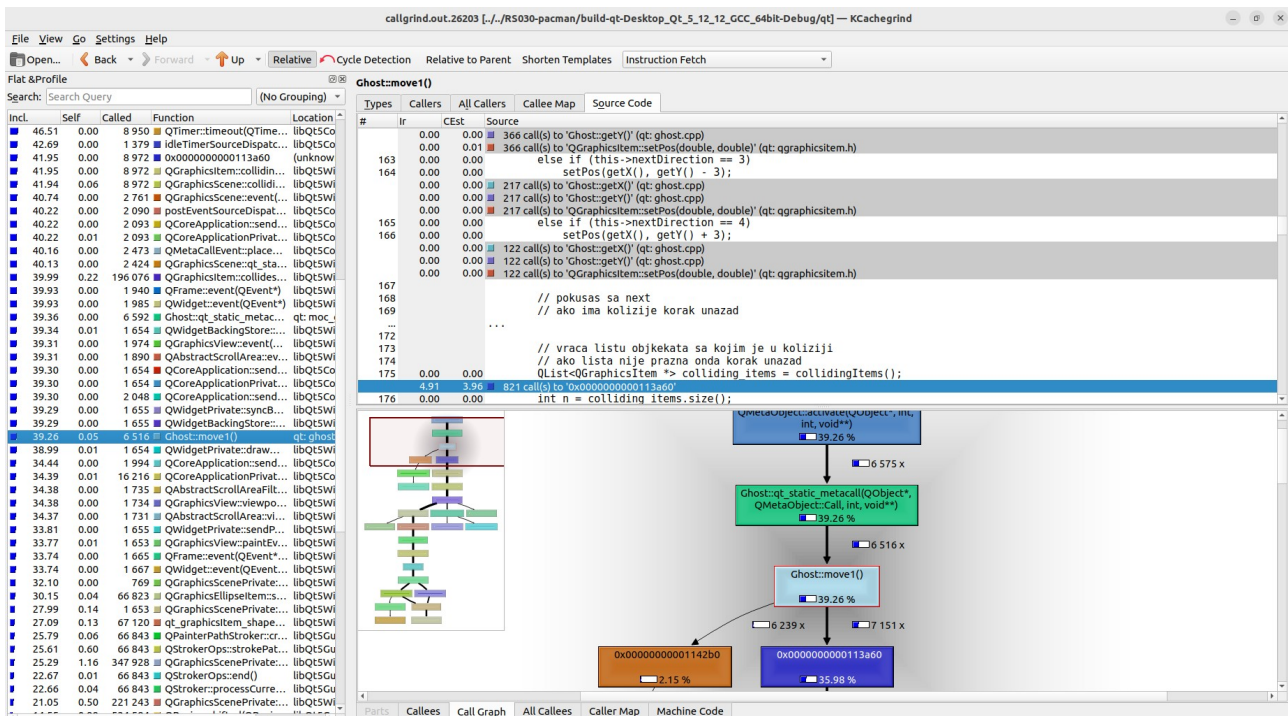 callgrind.out.26203 [../../RS030-pacman/build-qt-Desktop_Qt_5_12_12_GCC_64bit-Debug/qt] — KCachegrind
File View Go Settings Help
Open... Back Forward Up Relative Cycle Detection Relative to Parent Shorten Templates Instruction Fetch
Flat &Profile
Search: Search Query (No Grouping)
Incl. Self Called Function Location
46.51 0.00 8 950 QTimer::timeout(QTime... libQt5Co
42.69 0.00 1 379 idleTimerSourceDispatc... libQt5Co
41.95 0.00 8 972 0x0000000000113a60 (unknow
41.95 0.00 8 972 QGraphicsItem::collidin... libQt5Wi
41.94 0.06 8 972 QGraphicsScene::collidi... libQt5Wi
40.74 0.00 2 761 QGraphicsScene::event(... libQt5Wi
40.22 0.00 2 090 postEventSourceDispat... libQt5Co
40.22 0.00 2 093 QCoreApplication::send... libQt5Co
40.22 0.01 2 093 QCoreApplicationPrivat... libQt5Co
40.16 0.00 2 473 QMetaCallEvent::place... libQt5Co
40.13 0.00 2 424 QGraphicsScene::qt_sta... libQt5Wi
39.99 0.22 196 076 QGraphicsItem::collides... libQt5Wi
39.93 0.00 1 940 QFrame::event(QEvent*) libQt5Wi
39.93 0.00 1 985 QWidget::event(QEvent*) libQt5Wi
39.36 0.00 6 592 Ghost::qt_static_metac... qt: moc_
39.34 0.01 1 654 QWidgetBackingStore::... libQt5Wi
39.31 0.00 1 974 QGraphicsView::event(... libQt5Wi
39.31 0.00 1 890 QAbstractScrollArea::ev... libQt5Wi
39.30 0.00 1 654 QCoreApplication::send... libQt5Co
39.30 0.00 1 654 QCoreApplicationPrivat... libQt5Co
39.30 0.00 2 048 QCoreApplication::send... libQt5Co
39.29 0.00 1 655 QWidgetPrivate::syncB... libQt5Wi
39.29 0.00 1 655 QWidgetBackingStore::... libQt5Wi
39.26 0.05 6 516 Ghost::move1() qt: ghost
38.99 0.01 1 654 QWidgetPrivate::draw... libQt5Wi
34.44 0.00 1 994 QCoreApplication::send... libQt5Co
34.39 0.01 16 216 QCoreApplicationPrivat... libQt5Co
34.38 0.00 1 735 QAbstractScrollAreaFilt... libQt5Wi
34.38 0.00 1 734 QGraphicsView::viewpo... libQt5Wi
34.37 0.00 1 731 QAbstractScrollArea::vi... libQt5Wi
33.81 0.00 1 655 QWidgetPrivate::sendP... libQt5Wi
33.77 0.01 1 653 QGraphicsView::paintEv... libQt5Wi
33.74 0.00 1 665 QFrame::event(QEvent*... libQt5Wi
33.74 0.00 1 667 QWidget::event(QEvent... libQt5Wi
32.10 0.00 769 QGraphicsScenePrivate:... libQt5Wi
30.15 0.04 66 823 QGraphicsEllipseItem::s... libQt5Wi
27.99 0.14 1 653 QGraphicsScenePrivate:... libQt5Wi
27.09 0.13 67 120 qt_graphicsItem_shape... libQt5Wi
25.79 0.06 66 843 QPainterPathStroker::cr... libQt5Gu
25.61 0.60 66 843 QStrokerOps::strokePat... libQt5Gu
25.29 1.16 347 928 QGraphicsScenePrivate:... libQt5Wi
22.67 0.01 66 843 QStrokerOps::end() libQt5Gu
22.66 0.04 66 843 QStroker::processCurre... libQt5Gu
21.05 0.50 221 243 QGraphicsScenePrivate:... libQt5Wi
Ghost::move1()
Types Callers All Callers Callee Map Source Code
# Ir CEst Source
0.00 0.00 366 call(s) to 'Ghost::getY()' (qt: ghost.cpp)
0.00 0.01 366 call(s) to 'QGraphicsItem::setPos(double, double)' (qt: qgraphicsitem.h)
163 0.00 0.00 else if (this->nextDirection == 3)
164 0.00 0.00 setPos(getX(), getY() - 3);
0.00 0.00 217 call(s) to 'Ghost::getX()' (qt: ghost.cpp)
0.00 0.00 217 call(s) to 'Ghost::getY()' (qt: ghost.cpp)
0.00 0.00 217 call(s) to 'QGraphicsItem::setPos(double, double)' (qt: qgraphicsitem.h)
165 0.00 0.00 else if (this->nextDirection == 4)
166 0.00 0.00 setPos(getX(), getY() + 3);
0.00 0.00 122 call(s) to 'Ghost::getX()' (qt: ghost.cpp)
0.00 0.00 122 call(s) to 'Ghost::getY()' (qt: ghost.cpp)
0.00 0.00 122 call(s) to 'QGraphicsItem::setPos(double, double)' (qt: qgraphicsitem.h)
167
168 // pokusas sa next
169 // ako ima kolizije korak unazad
... ...
172
173 // vraca listu objkekata sa kojim je u koliziji
174 // ako lista nije prazna onda korak unazad
175 0.00 0.00 QList<QGraphicsItem *> colliding_items = collidingItems();
4.91 3.96 821 call(s) to '0x0000000000113a60'
176 0.00 0.00 int n = colliding_items.size();
QMetaObject::activate(QObject*, int,
int, void**)
39.26 %
6 575 x
Ghost::qt_static_metacall(QObject*,
QMetaObject::Call, int, void**)
39.26 %
6 516 x
Ghost::move1()
39.26 %
6 239 x 7 151 x
0x00000000001142b0 0x0000000000113a60
2.15 % 35.98 %
Parts Callees Call Graph All Callees Caller Map Machine Code